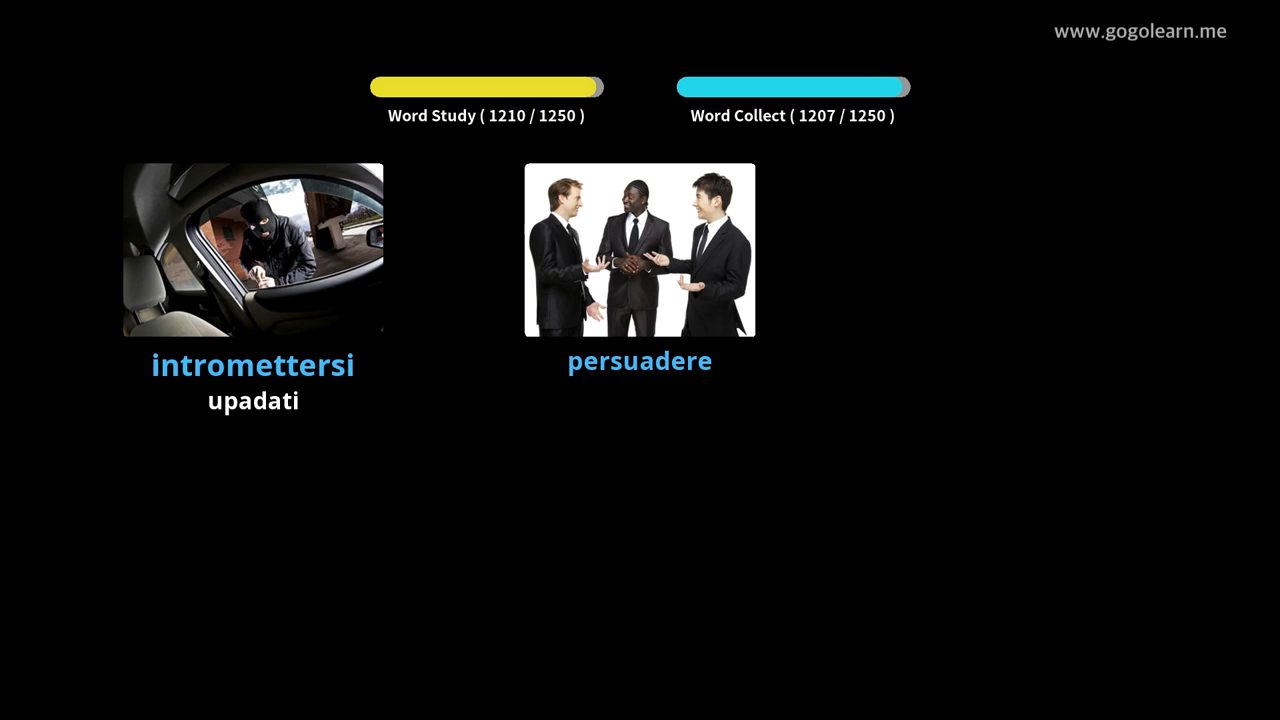 www.gogolearn.me
Word Study ( 1210 / 1250 )
Word Collect ( 1207 / 1250 )
intromettersi
upadati
persuadere